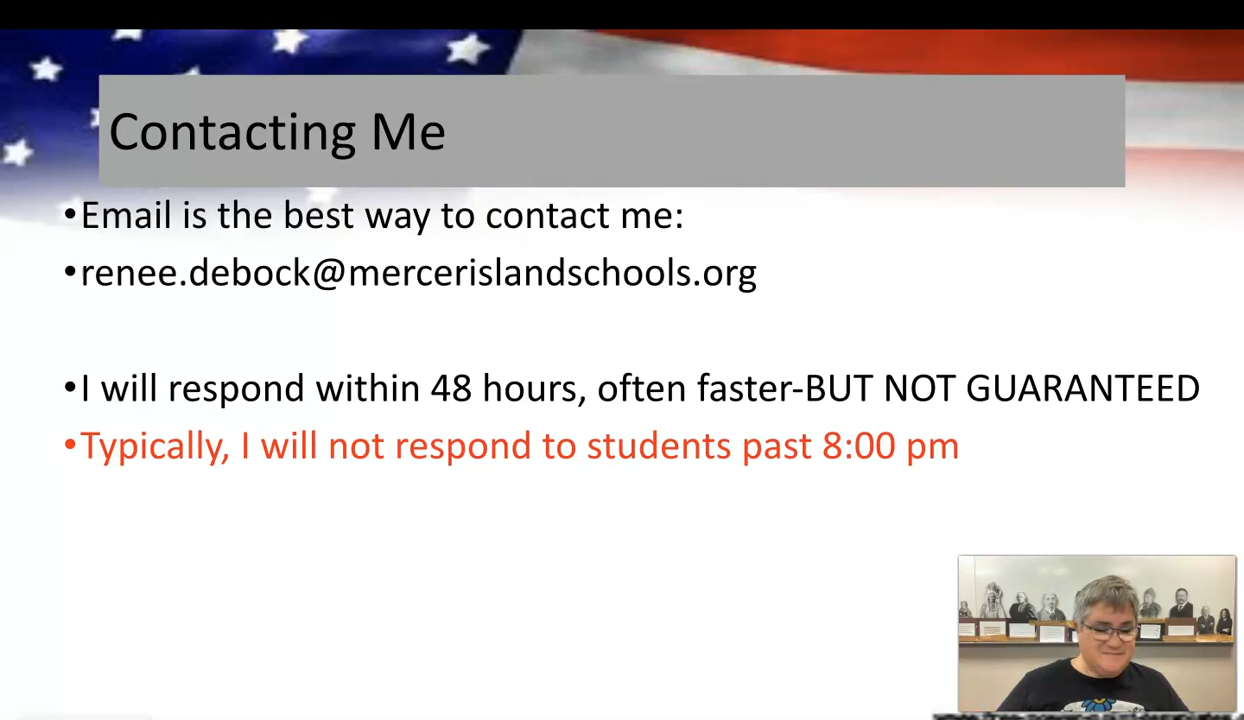 Contacting Me
•Email is the best way to contact me:
•renee.debock@mercerislandschools.org
•I will respond within 48 hours, often faster-BUT NOT GUARANTEED
•Typically, I will not respond to students past 8:00 pm